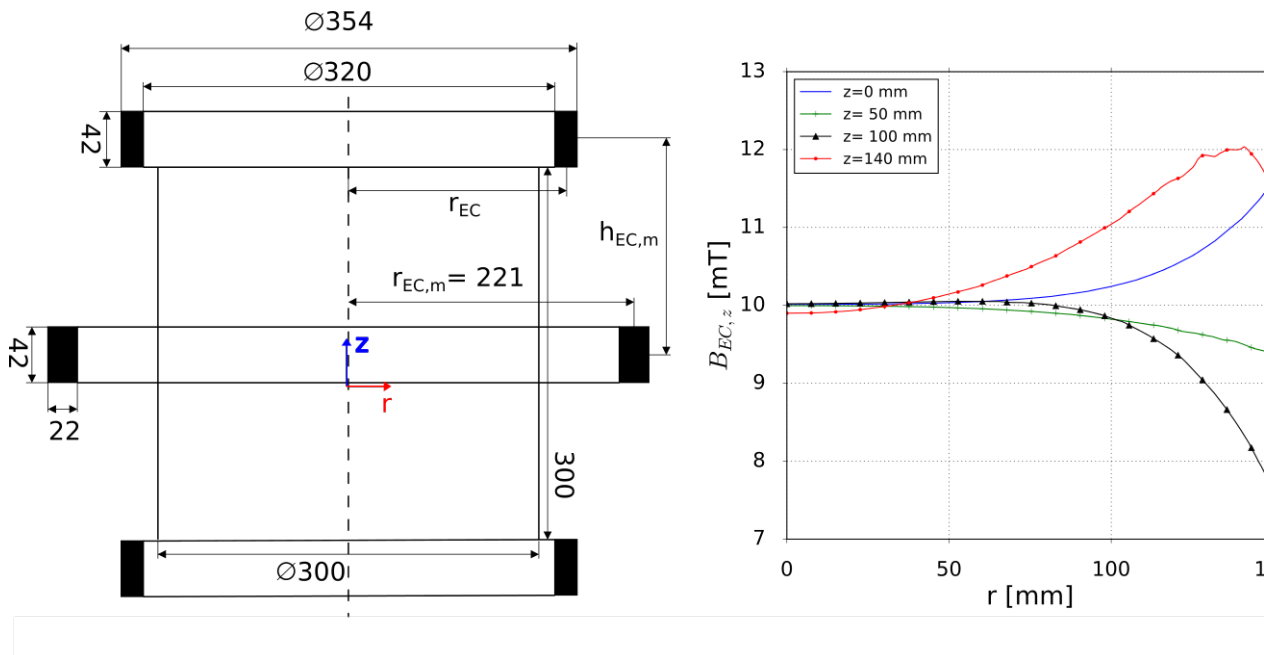 ∅354
∅320
42
r_EC
h_EC,m
r_EC,m = 221
42
z
r
22
300
∅300
13
12
11
10
9
8
7
B_EC,z [mT]
z=0 mm
z= 50 mm
z= 100 mm
z=140 mm
0
50
100
r [mm]